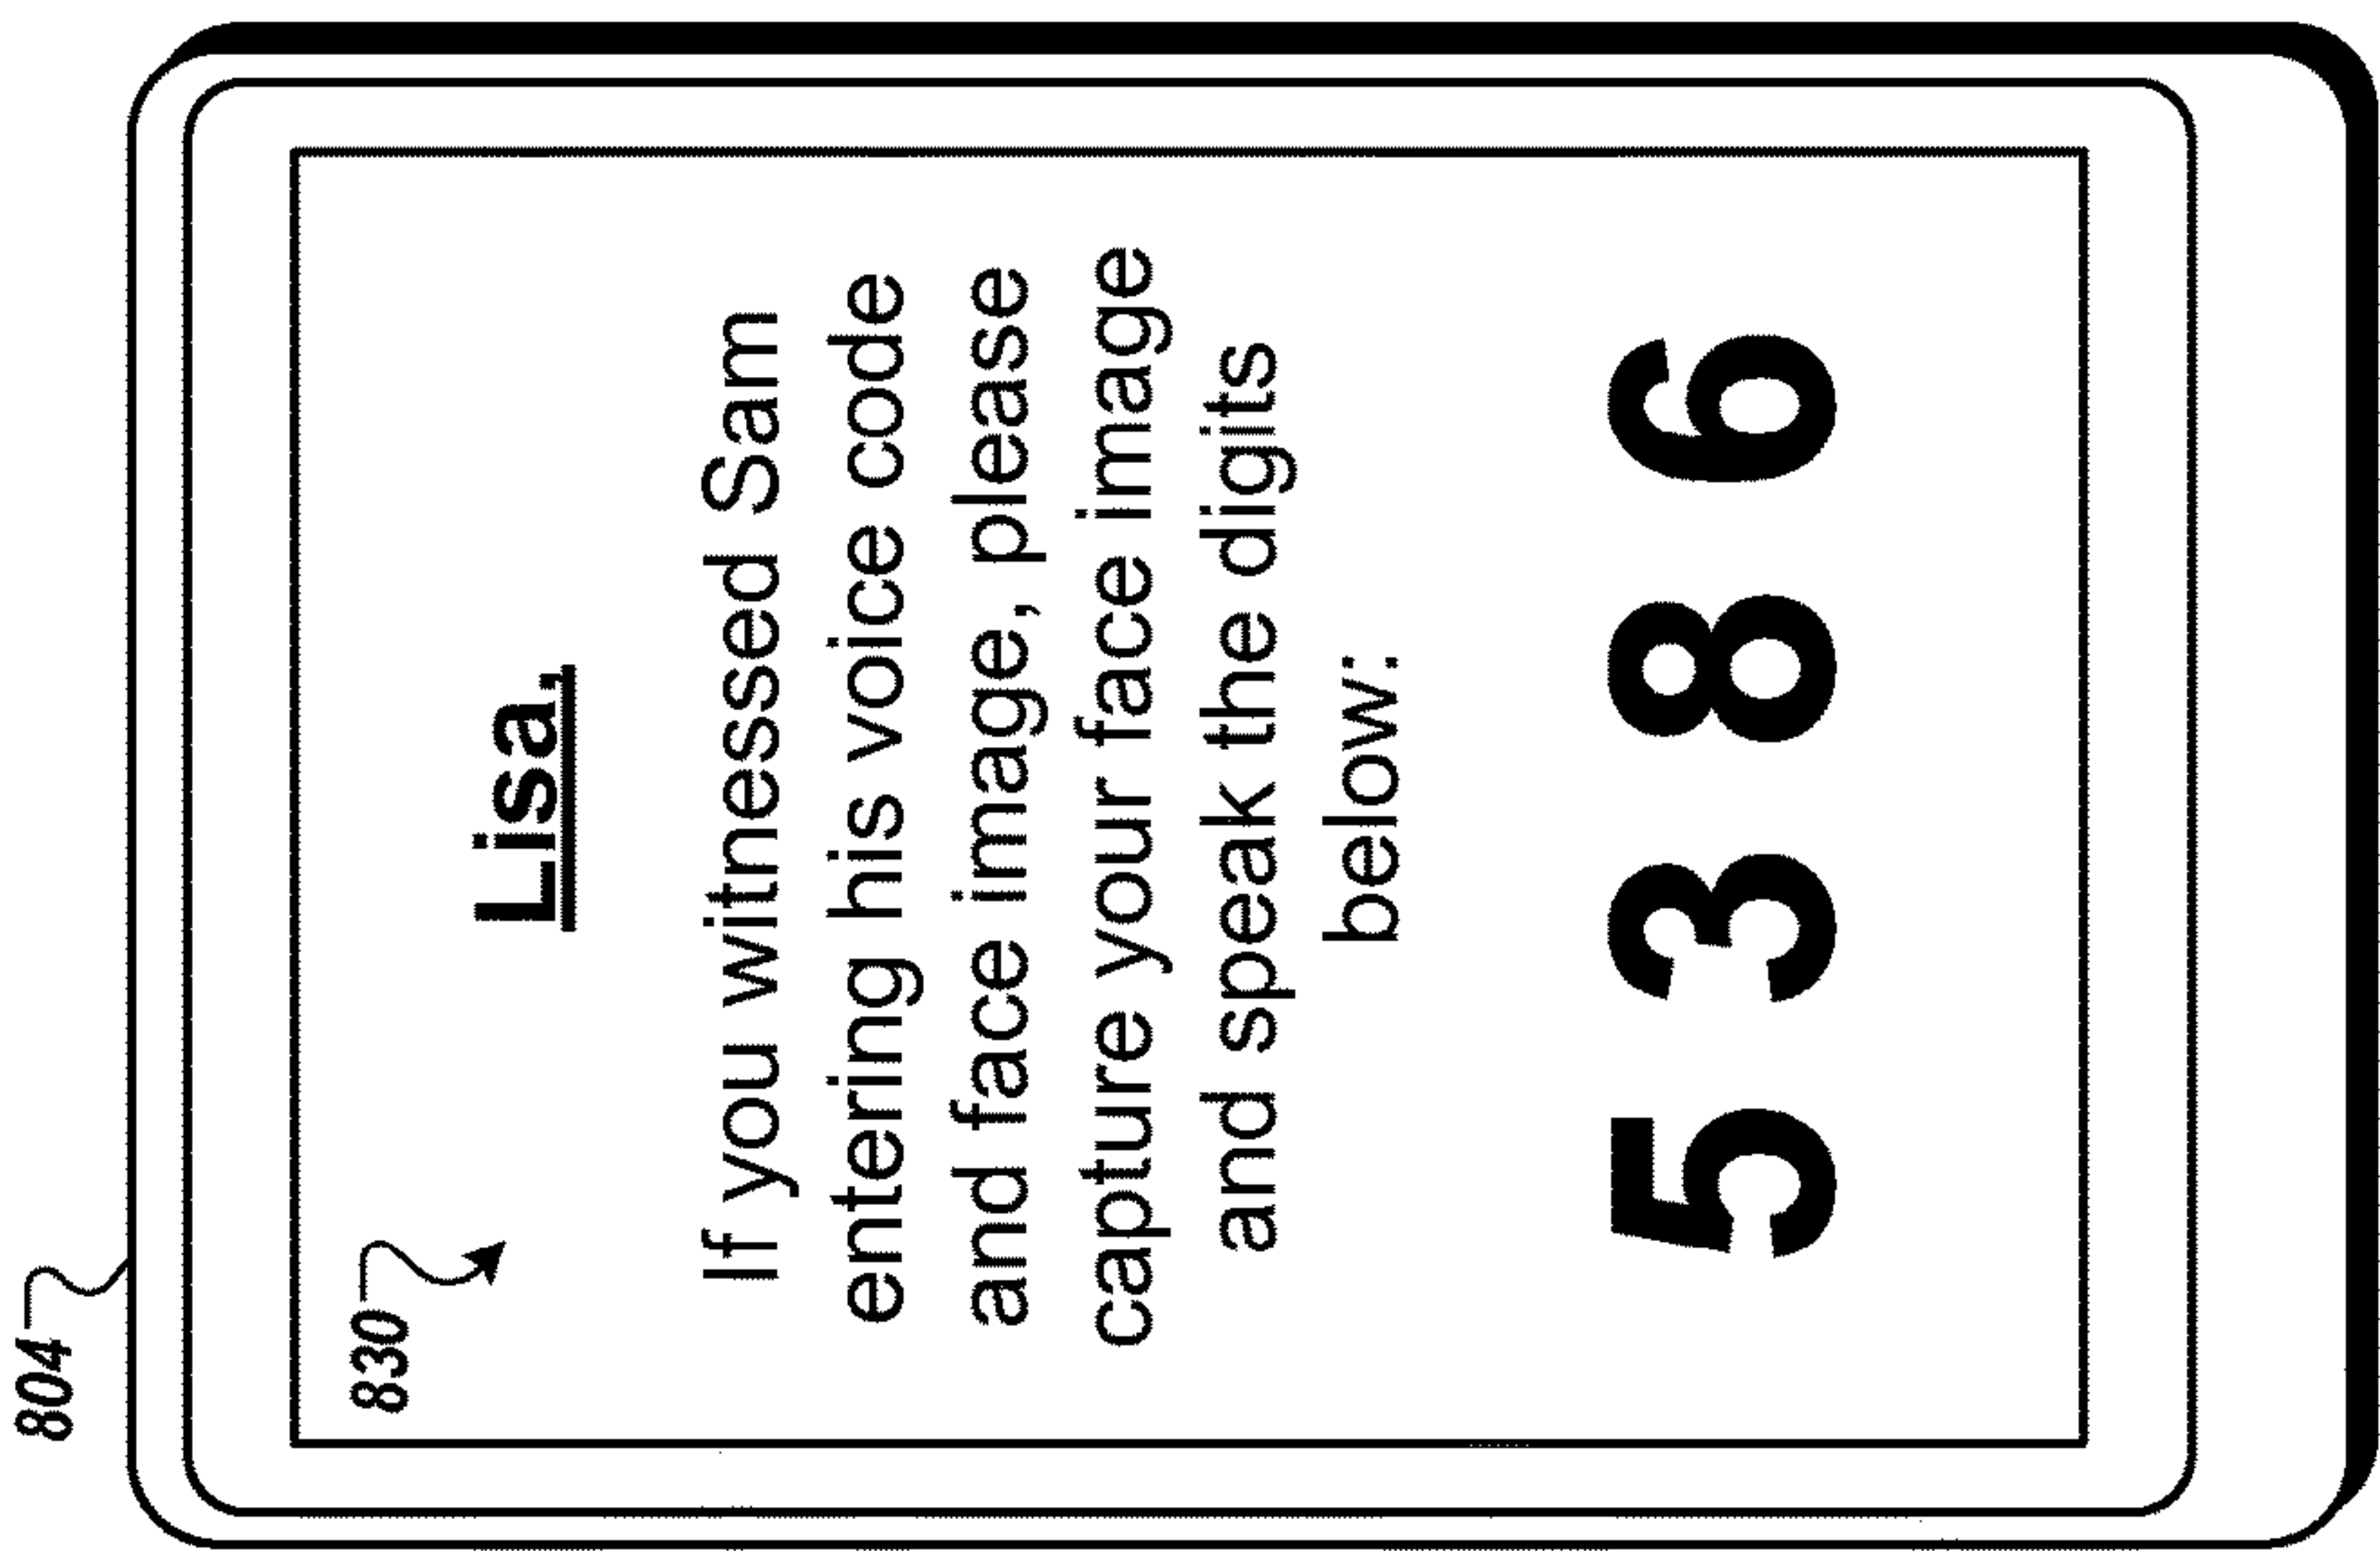 804
830
Lisa,
If you witnessed Sam
entering his voice code
and face image, please
capture your face image
and speak the digits
below:
5 3 8 6